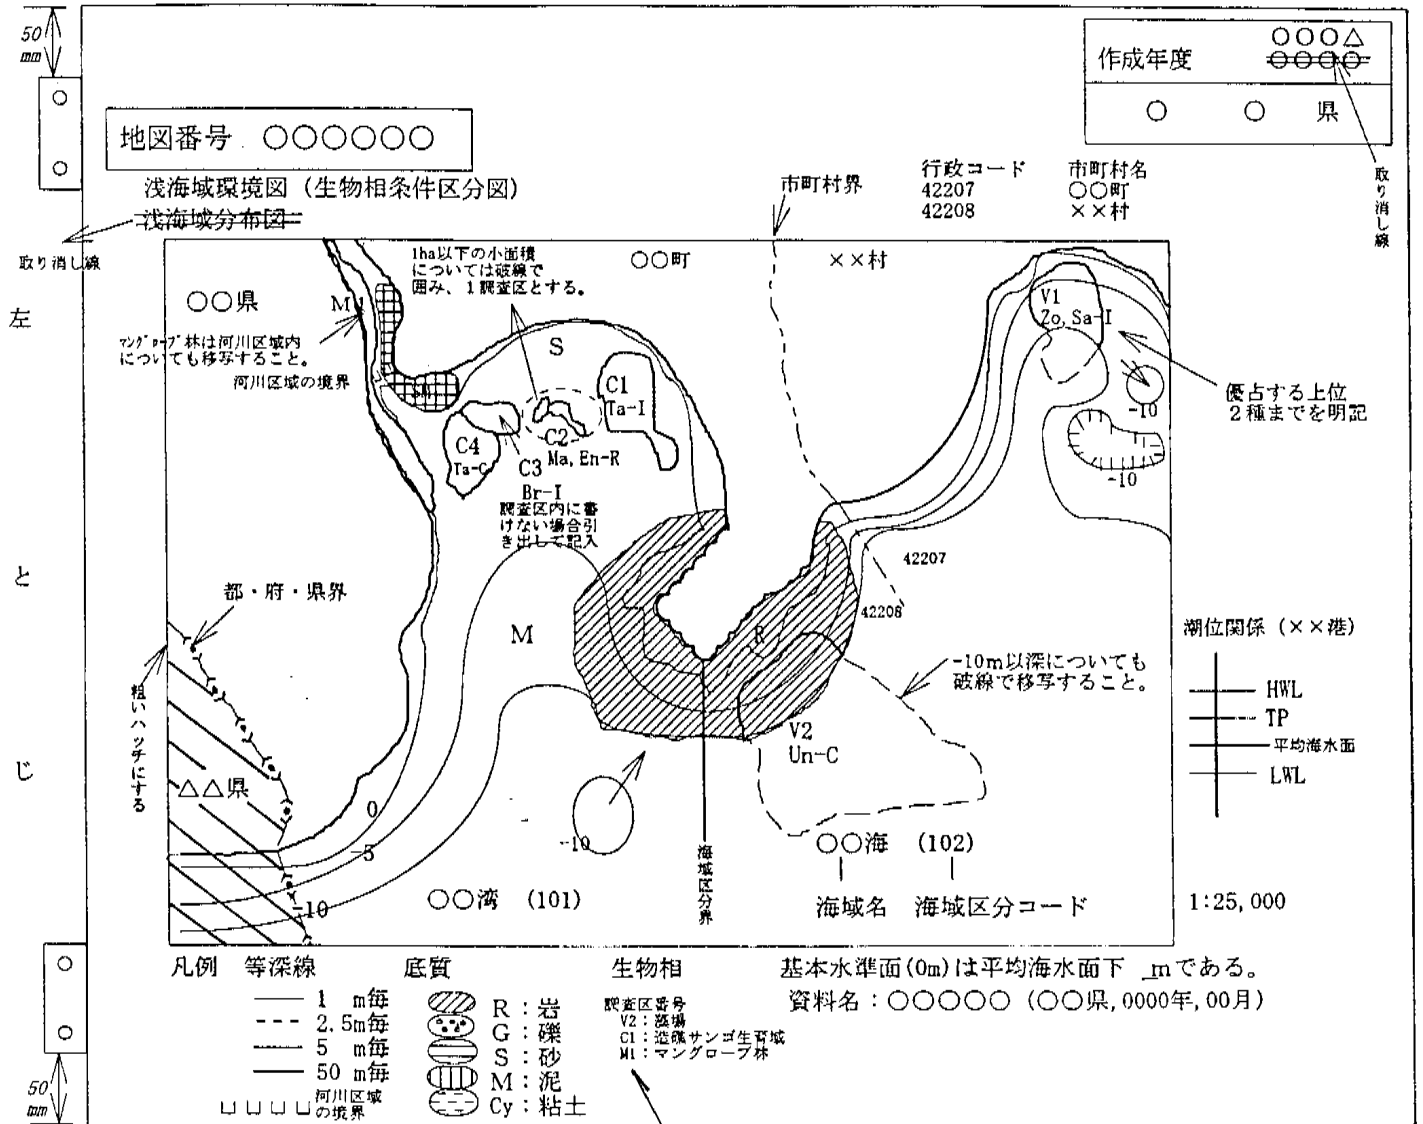 50
mm
作成年度
○○○△
○○○○
○ ○ 県
地図番号 ○○○○○○
浅海域環境図 (生物相条件区分図)
浅海域分布図
取り消し線
取り消し線
市町村界
行政コード 市町村名
42207 ○○町
42208 ××村
左
と
じ
○○県
M1
1ha以下の小面積
については破線で
囲み、1調査区とする。
○○町
××村
マングローブ林は河川区域内
についても移写すること。
河川区域の境界
S
C1
Ta-I
C2
Ma, En-R
C3
Br-I
C4
Ta-C
調査区内に書
けない場合引
き出して記入
V1
Zo, Sa-I
優占する上位
2種までを明記
-10
-10
42207
42208
都・府・県界
粗いハッチにする
M
R
-10m以深についても
破線で移写すること。
V2
Un-C
△△県
0
-5
-10
-10
海域区分界
○○湾 (101)
○○海 (102)
海域名 海域区分コード
潮位関係 (××港)
HWL
TP
平均海水面
LWL
1:25,000
凡例 等深線 底質 生物相
基本水準面(0m)は平均海水面下 _mである。
資料名:○○○○○ (○○県,0000年,00月)
1 m毎
2.5m毎
5 m毎
50 m毎
河川区域
の境界
R:岩
G:礫
S:砂
M:泥
Cy:粘土
調査区番号
V2:藻場
C1:造礁サンゴ生育域
M1:マングローブ林
50
mm